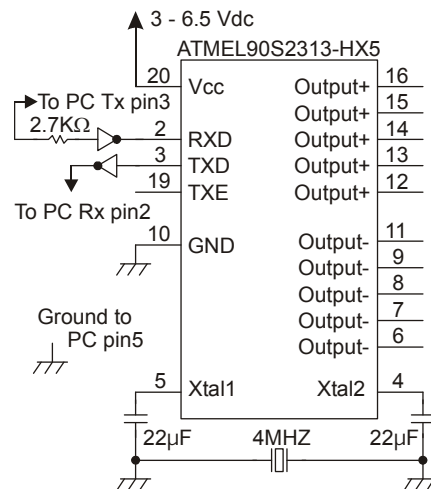 3 - 6.5 Vdc
ATMEL90S2313-HX5
20 Vcc Output+ 16
To PC Tx pin3
Output+ 15
2.7KΩ 2 RXD Output+ 14
3 TXD Output+ 13
19 TXE Output+ 12
To PC Rx pin2
10 GND Output- 11
Output- 9
Output- 8
Ground to
PC pin5
Output- 7
Output- 6
5 Xtal1 Xtal2 4
22µF 4MHZ 22µF